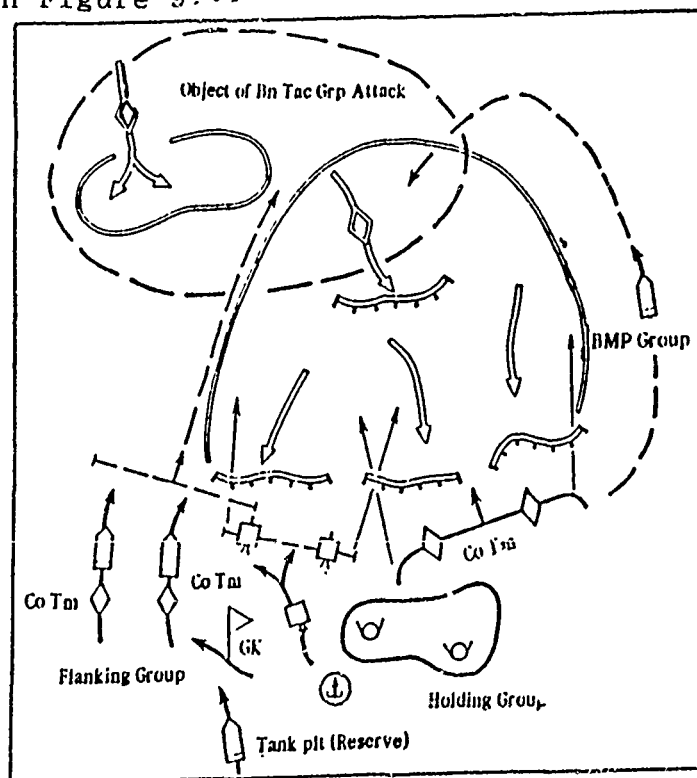 Figure 9.
Object of Bn Tac Grp Attack
BMP Group
Co Tm
Co Tm
Co Tm
GK
Flanking Group
Holding Group
Tank plt (Reserve)